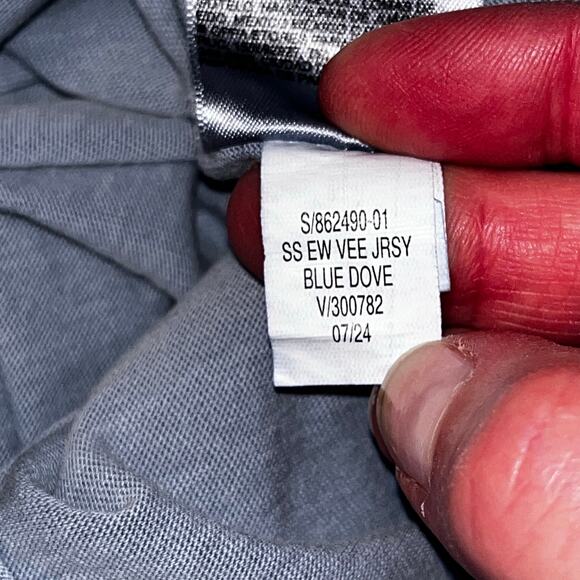 S/862490-01
SS EW VEE JRSY
BLUE DOVE
V/300782
07/24